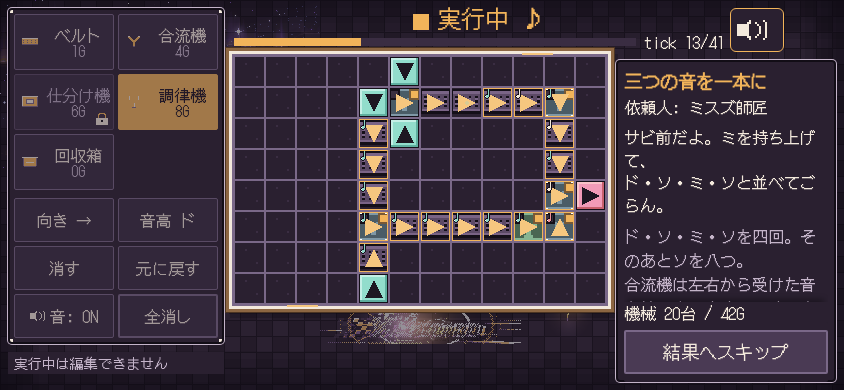 ■ 実行中 ♪
tick 13/41
ベルト
1G
合流機
4G
仕分け機
6G
調律機
8G
回収箱
0G
向き →
音高 ド
消す
元に戻す
音: ON
全消し
実行中は編集できません
三つの音を一本に
依頼人: ミスズ師匠
サビ前だよ。ミを持ち上げ
て、
ド・ソ・ミ・ソと並べてご
らん。
ド・ソ・ミ・ソを四回。そ
のあとソを八つ。
合流機は左右から受けた音
機械 20台 / 42G
結果へスキップ